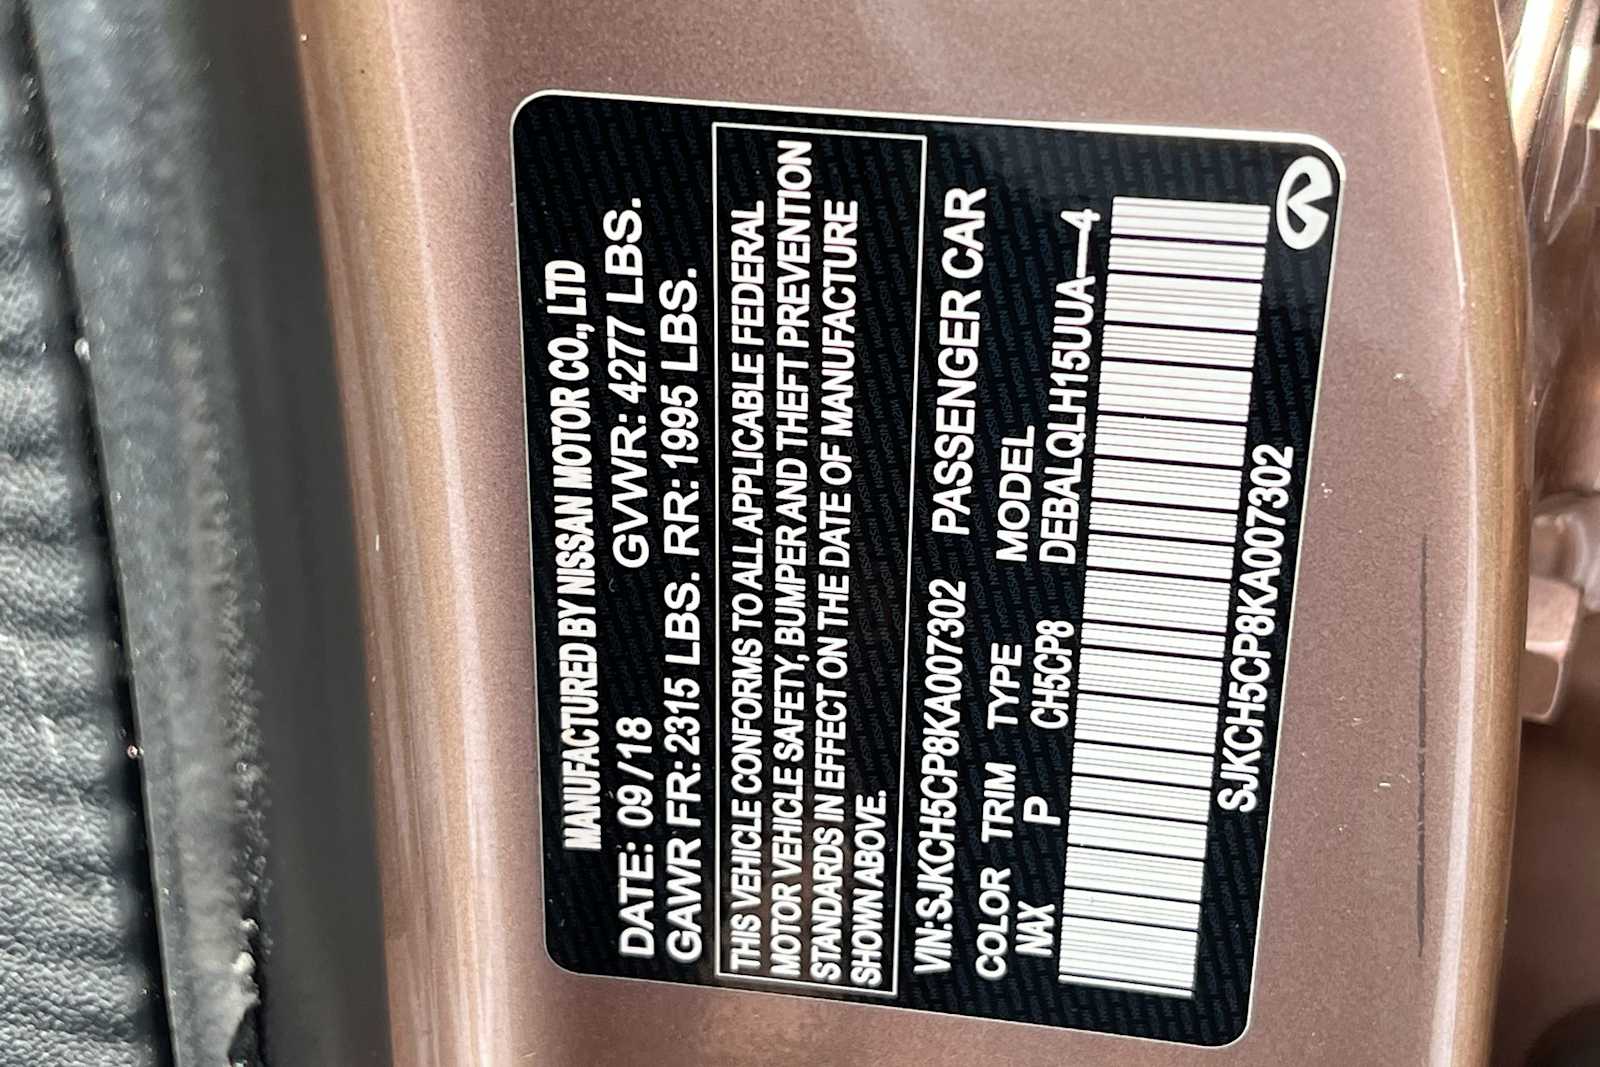 MANUFACTURED BY NISSAN MOTOR CO., LTD
DATE: 09/18 GVWR: 4277 LBS.
GAWR FR:2315 LBS. RR: 1995 LBS.
THIS VEHICLE CONFORMS TO ALL APPLICABLE FEDERAL
MOTOR VEHICLE SAFETY, BUMPER AND THEFT PREVENTION
STANDARDS IN EFFECT ON THE DATE OF MANUFACTURE
SHOWN ABOVE.
VIN:SJKCH5CP8KA007302 PASSENGER CAR
COLOR TRIM TYPE MODEL
NAX P CH5CP8 DEBALQLH15UUA—4
SJKCH5CP8KA007302